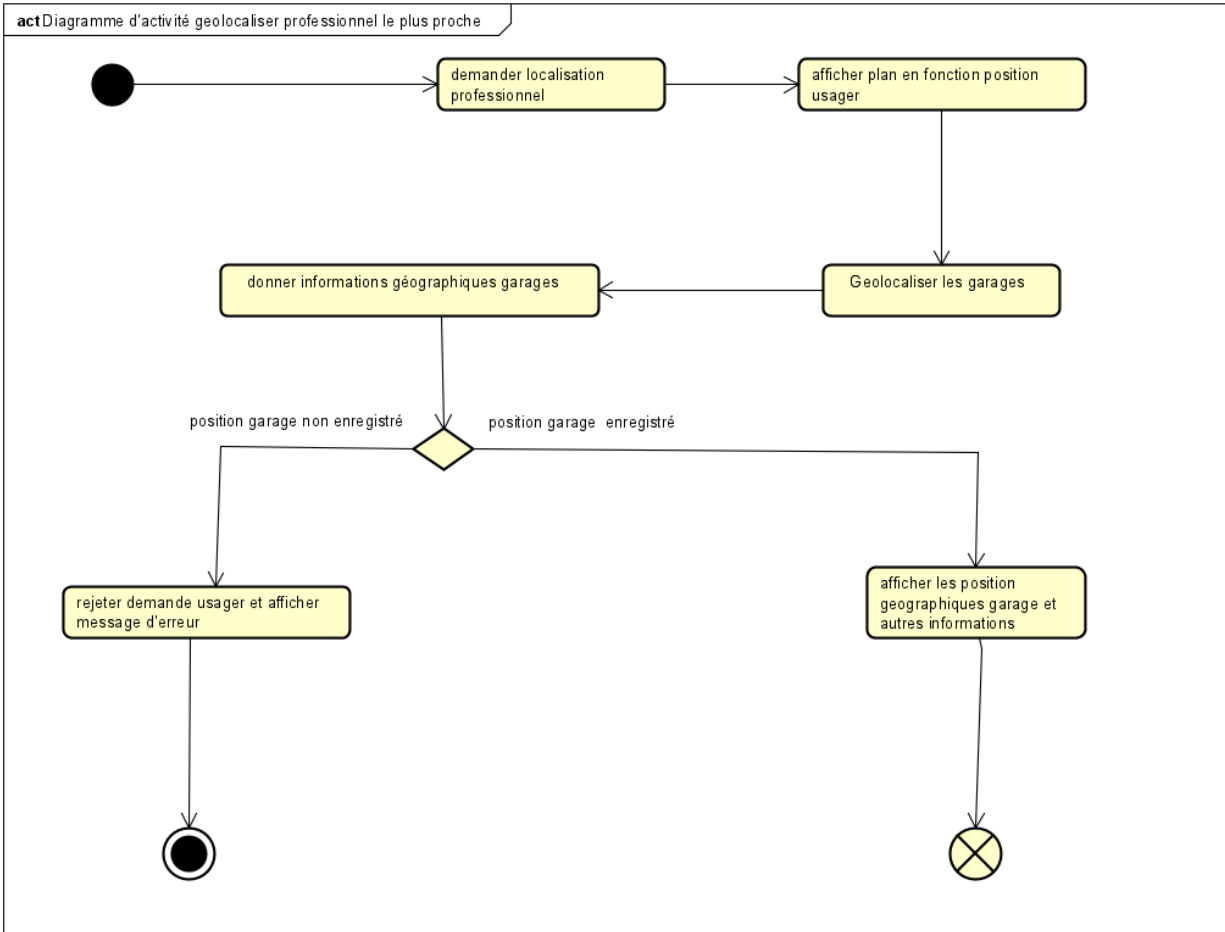 act Diagramme d'activité geolocaliser professionnel le plus proche
demander localisation
professionnel
afficher plan en fonction position
usager
donner informations géographiques garages
Geolocaliser les garages
position garage non enregistré
position garage  enregistré
rejeter demande usager et afficher
message d'erreur
afficher les position
geographiques garage et
autres informations